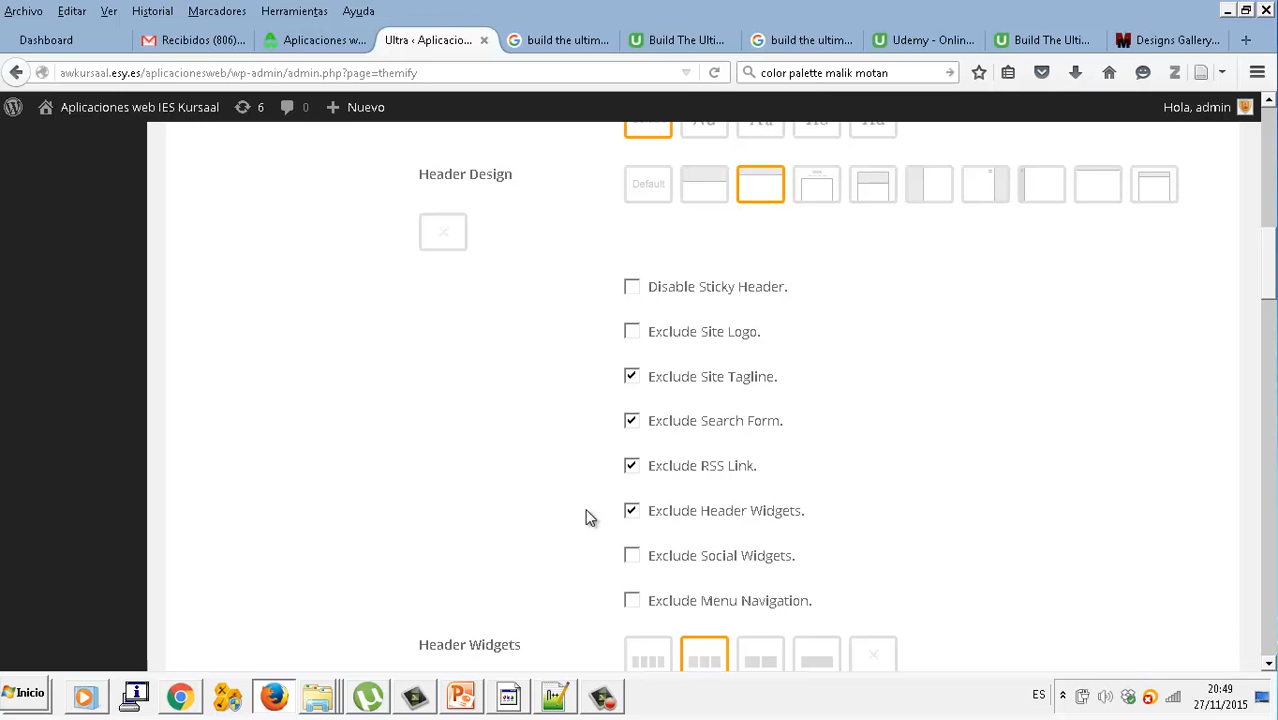 Archivo Editar Ver Historial Marcadores Herramientas Ayuda
Dashboard Recibidos (806)... Aplicaciones w... Ultra ‹ Aplicacio... build the ultim... Build The Ulti... build the ultim... Udemy - Onlin... Build The Ulti... Designs Gallery...
awkursaal.esy.es/aplicacionesweb/wp-admin/admin.php?page=themify color palette malik motan
Aplicaciones web IES Kursaal 6 0 Nuevo Hola, admin
Header Design Default
Disable Sticky Header.
Exclude Site Logo.
Exclude Site Tagline.
Exclude Search Form.
Exclude RSS Link.
Exclude Header Widgets.
Exclude Social Widgets.
Exclude Menu Navigation.
Header Widgets
Inicio ES 20:49
27/11/2015